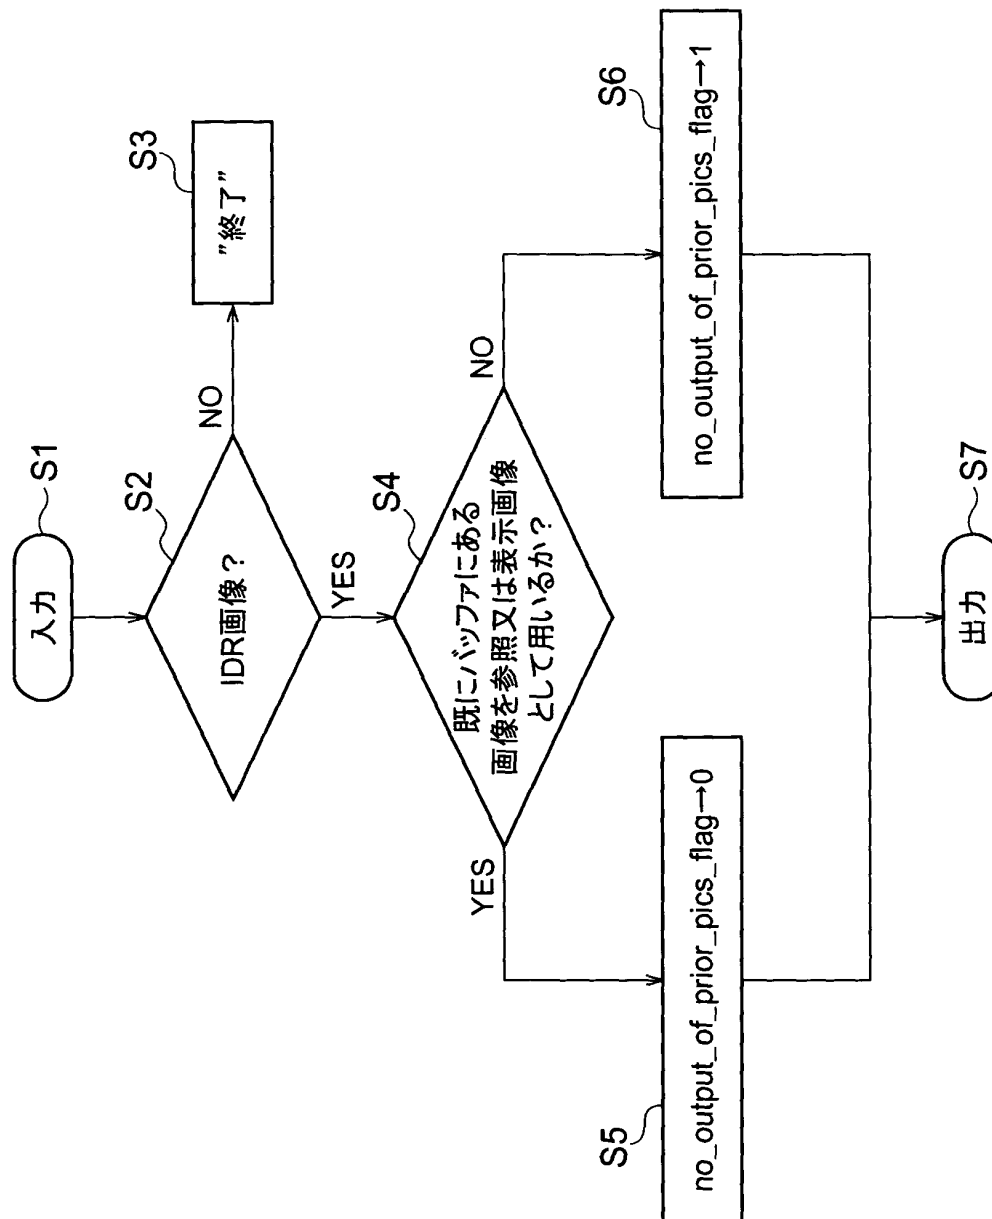 入力
S1
IDR画像？
S2
NO
YES
"終了"
S3
既にバッファにある
画像を参照又は表示画像
として用いるか？
S4
YES
NO
no_output_of_prior_pics_flag→0
S5
no_output_of_prior_pics_flag→1
S6
出力
S7